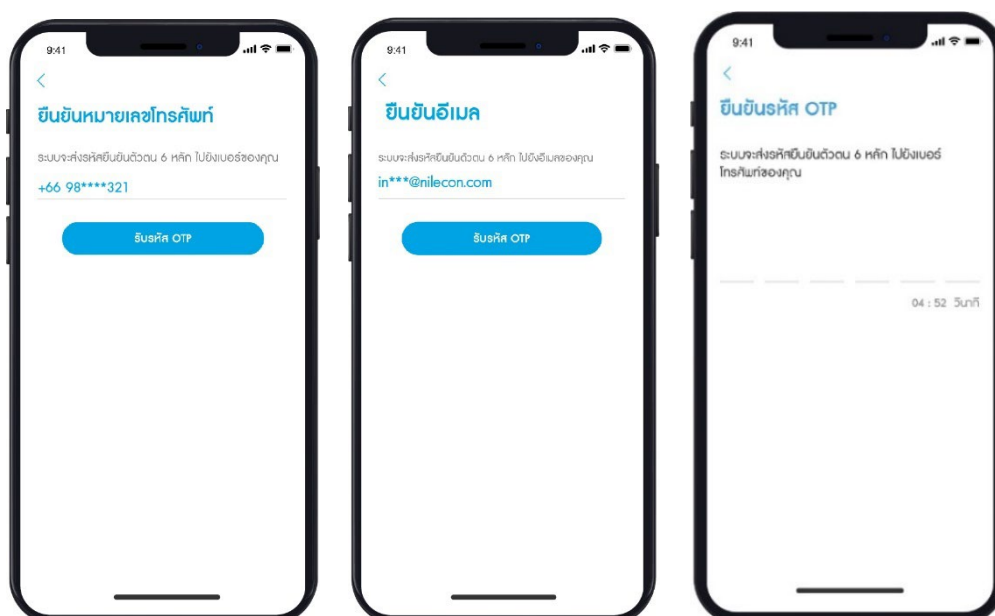 9:41
ยืนยันหมายเลขโทรศัพท์
ระบบจะส่งรหัสยืนยันตัวตน 6 หลัก ไปยังเบอร์ของคุณ
+66 98****321
รับรหัส OTP
9:41
ยืนยันอีเมล
ระบบจะส่งรหัสยืนยันตัวตน 6 หลัก ไปยังอีเมลของคุณ
in***@nilecon.com
รับรหัส OTP
9:41
ยืนยันรหัส OTP
ระบบจะส่งรหัสยืนยันตัวตน 6 หลัก ไปยังเบอร์
โทรศัพท์ของคุณ
04 : 52 วินาที